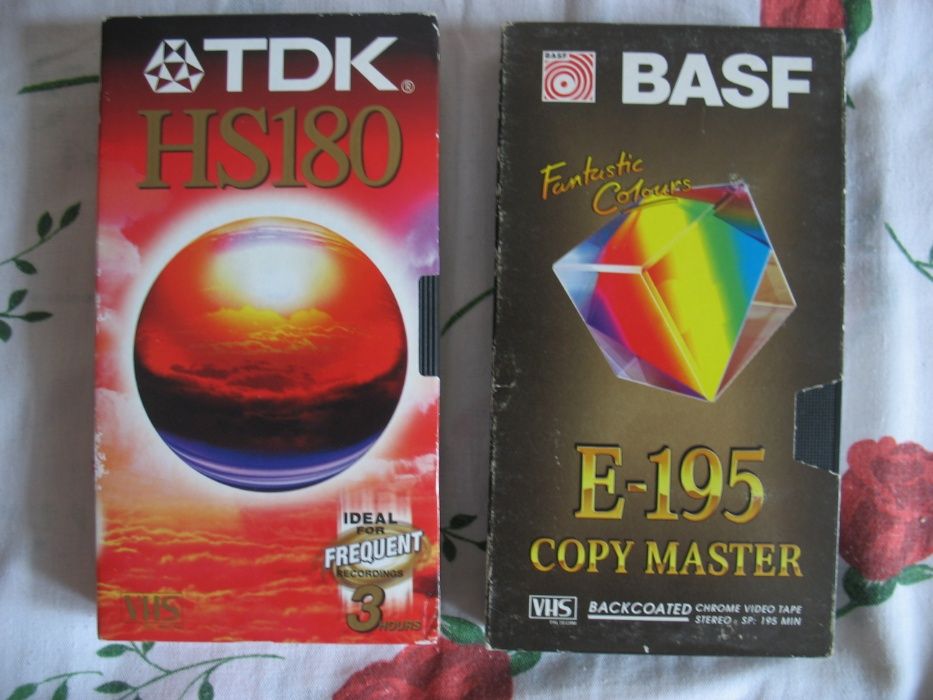 TDK®
HS180
IDEAL
FOR
FREQUENT
RECORDINGS
3 HOURS
VHS
BASF
BASF
Fantastic
Colours
E-195
COPY MASTER
VHS BACKCOATED CHROME VIDEO TAPE
STEREO - SP: 195 MIN